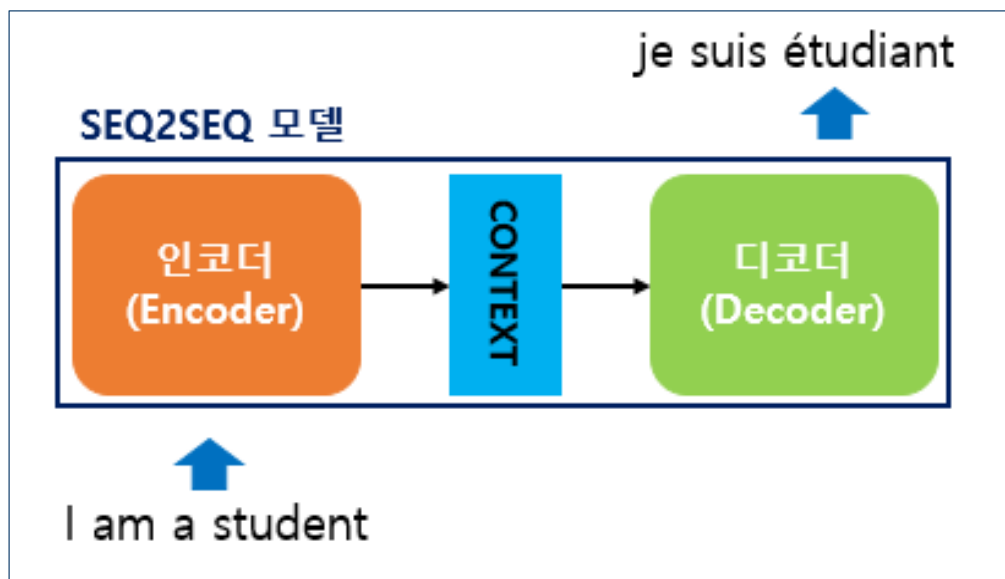 je suis étudiant
SEQ2SEQ 모델
인코더
(Encoder)
CONTEXT
디코더
(Decoder)
I am a student